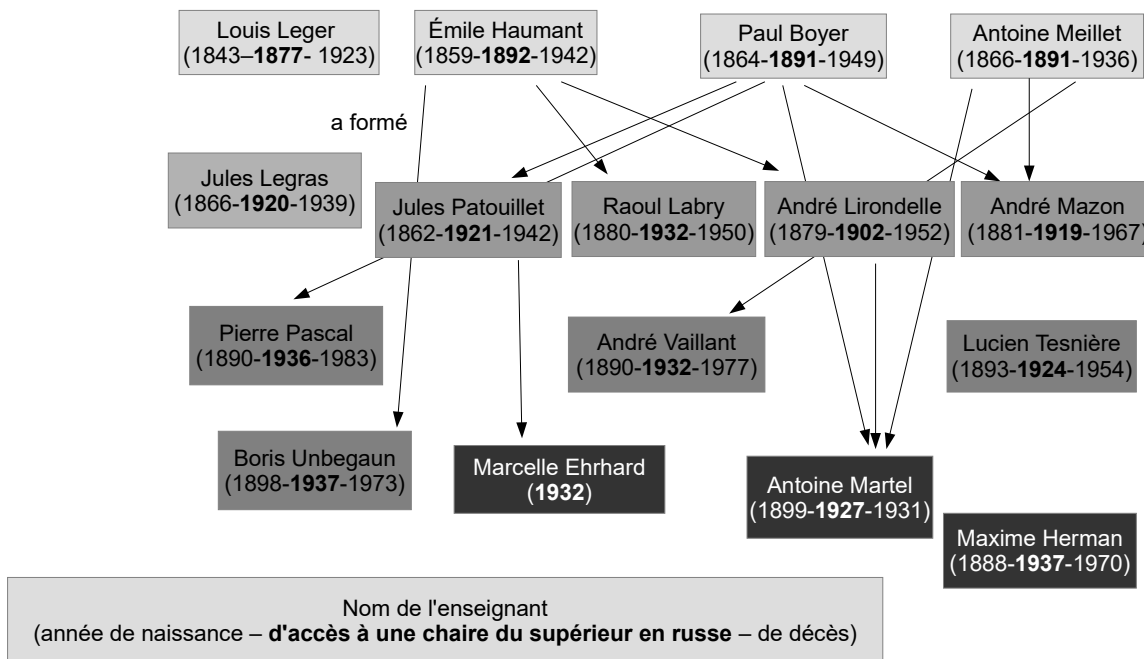 Louis Leger
(1843–1877- 1923)
Émile Haumant
(1859-1892-1942)
Paul Boyer
(1864-1891-1949)
Antoine Meillet
(1866-1891-1936)
a formé
Jules Legras
(1866-1920-1939)
Jules Patouillet
(1862-1921-1942)
Raoul Labry
(1880-1932-1950)
André Lirondelle
(1879-1902-1952)
André Mazon
(1881-1919-1967)
Pierre Pascal
(1890-1936-1983)
André Vaillant
(1890-1932-1977)
Lucien Tesnière
(1893-1924-1954)
Boris Unbegaun
(1898-1937-1973)
Marcelle Ehrhard
(1932)
Antoine Martel
(1899-1927-1931)
Maxime Herman
(1888-1937-1970)
Nom de l'enseignant
(année de naissance – d'accès à une chaire du supérieur en russe – de décès)